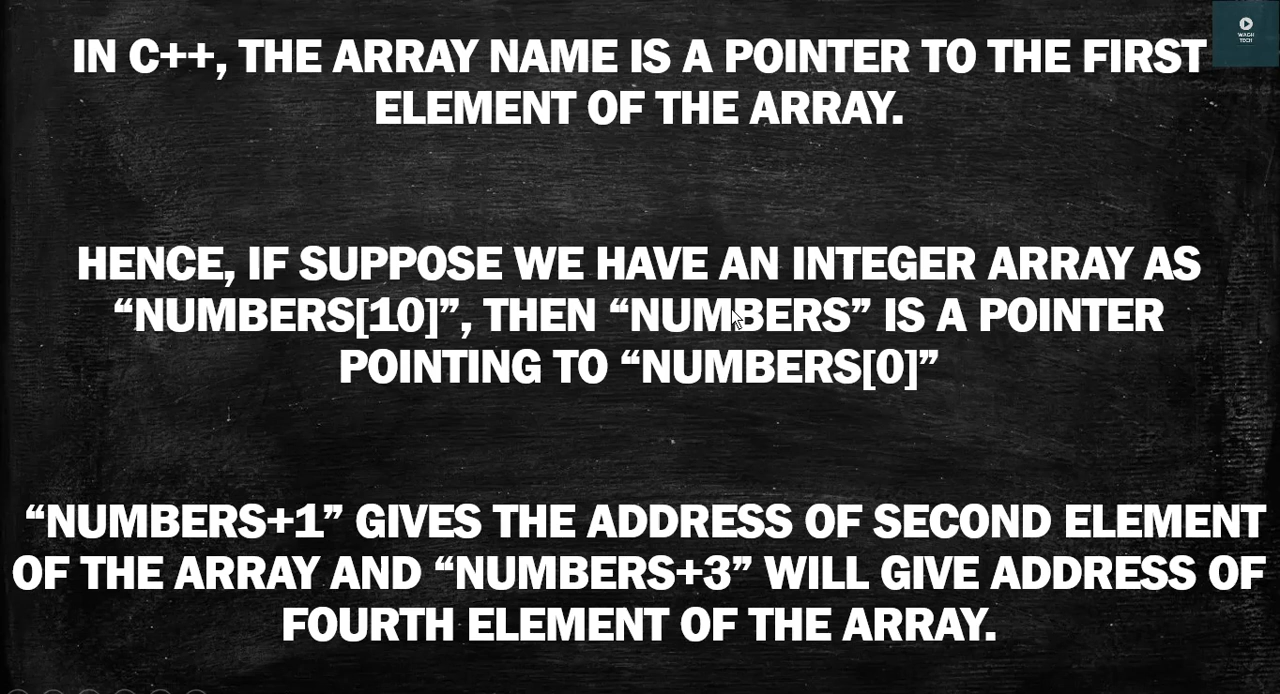 IN C++, THE ARRAY NAME IS A POINTER TO THE FIRST
ELEMENT OF THE ARRAY.
HENCE, IF SUPPOSE WE HAVE AN INTEGER ARRAY AS
“NUMBERS[10]”, THEN “NUMBERS” IS A POINTER
POINTING TO “NUMBERS[0]”
“NUMBERS+1” GIVES THE ADDRESS OF SECOND ELEMENT
OF THE ARRAY AND “NUMBERS+3” WILL GIVE ADDRESS OF
FOURTH ELEMENT OF THE ARRAY.
WAGH
TECH